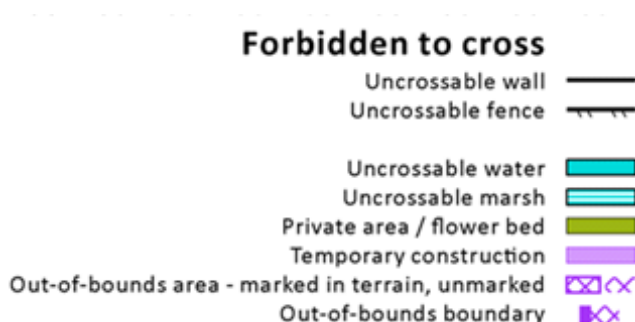 Forbidden to cross
Uncrossable wall
Uncrossable fence
Uncrossable water
Uncrossable marsh
Private area / flower bed
Temporary construction
Out-of-bounds area - marked in terrain, unmarked
Out-of-bounds boundary